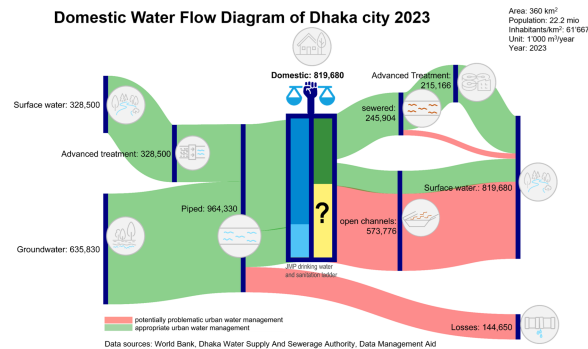 Domestic Water Flow Diagram of Dhaka city 2023
Area: 360 km²
Population: 22.2 mio
Inhabitants/km²: 61'667
Unit: 1'000 m³/year
Year: 2023
Domestic: 819,680
Advanced Treatment:
215,166
Surface water: 328,500
sewered:
245,904
Advanced treatment: 328,500
Surface water.: 819,680
Piped: 964,330
?
open channels:
573,776
Groundwater: 635,830
JMP drinking water
and sanitation ladder
potentially problematic urban water management
appropriate urban water management
Losses: 144,650
Data sources: World Bank, Dhaka Water Supply And Sewerage Authority, Data Management Aid